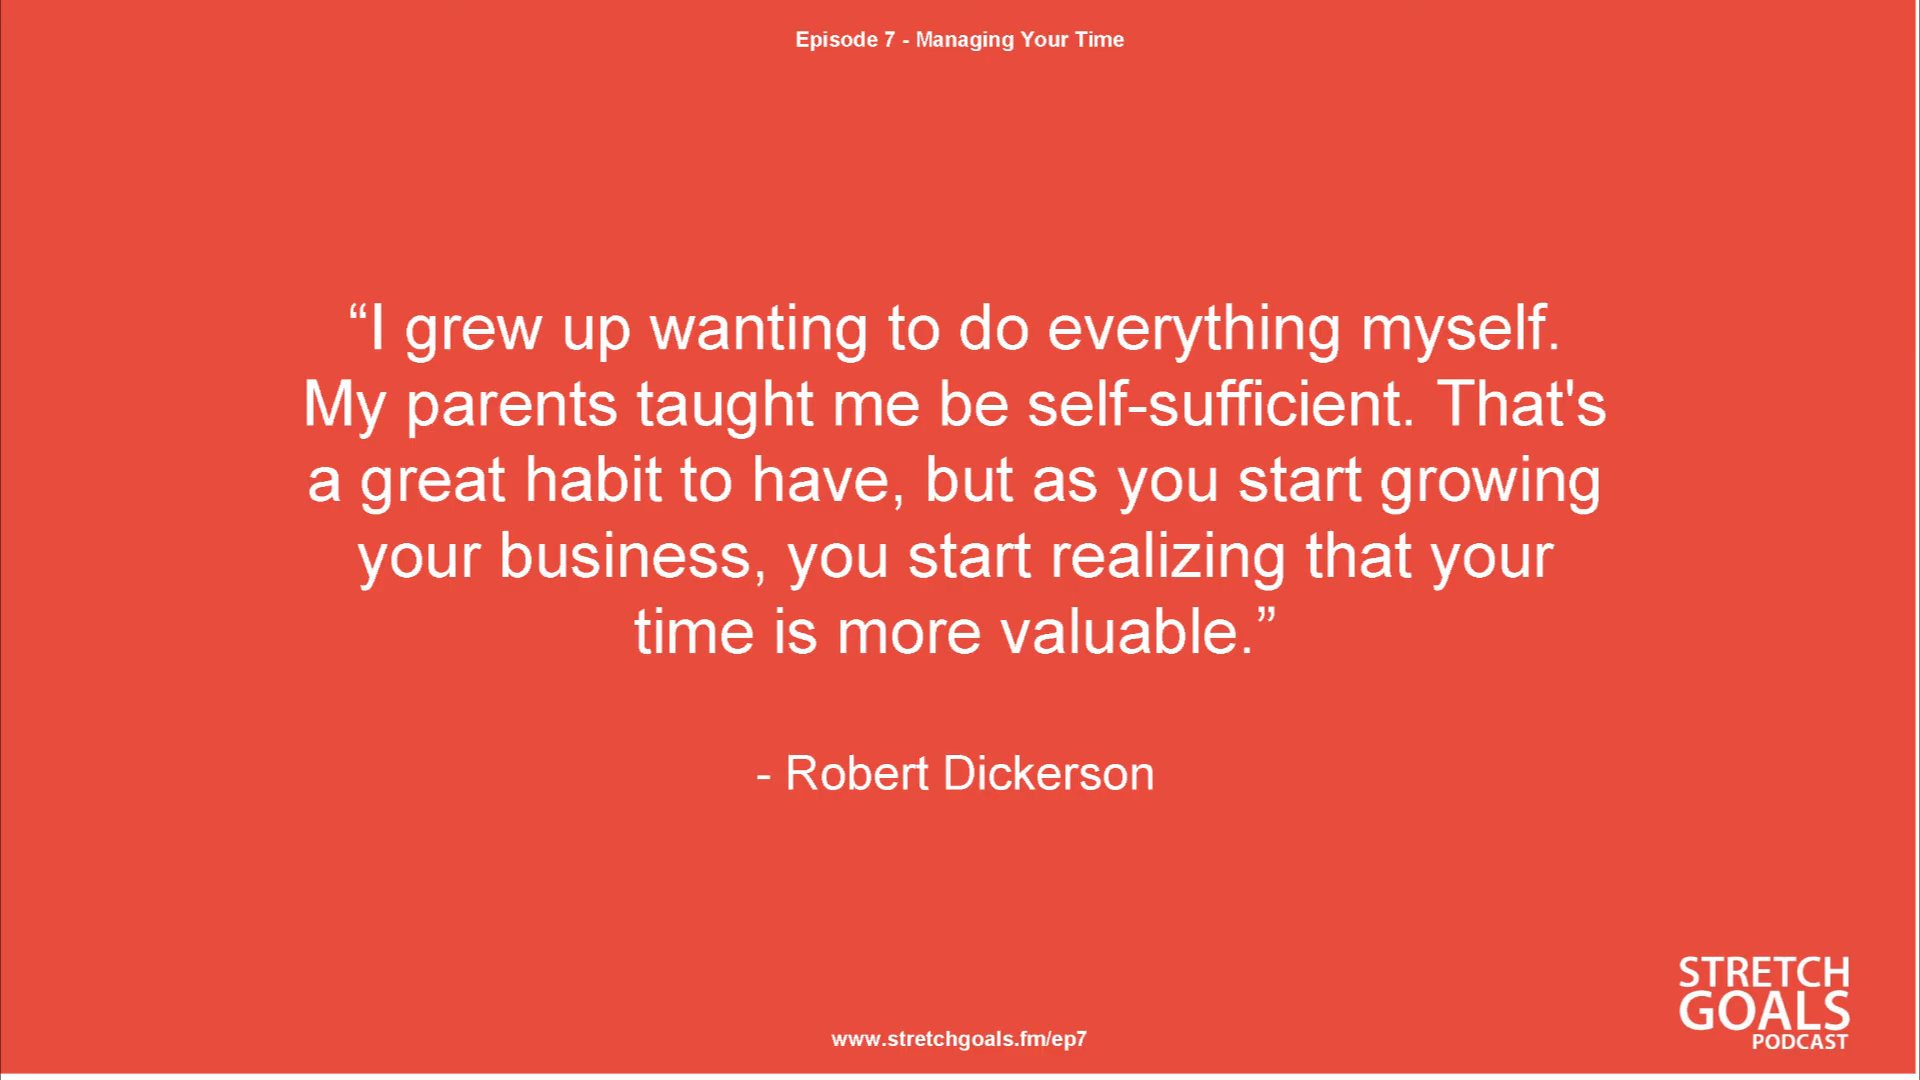 Episode 7 - Managing Your Time
“I grew up wanting to do everything myself.
My parents taught me be self-sufficient. That's
a great habit to have, but as you start growing
your business, you start realizing that your
time is more valuable.”
- Robert Dickerson
STRETCH
GOALS
PODCAST
www.stretchgoals.fm/ep7